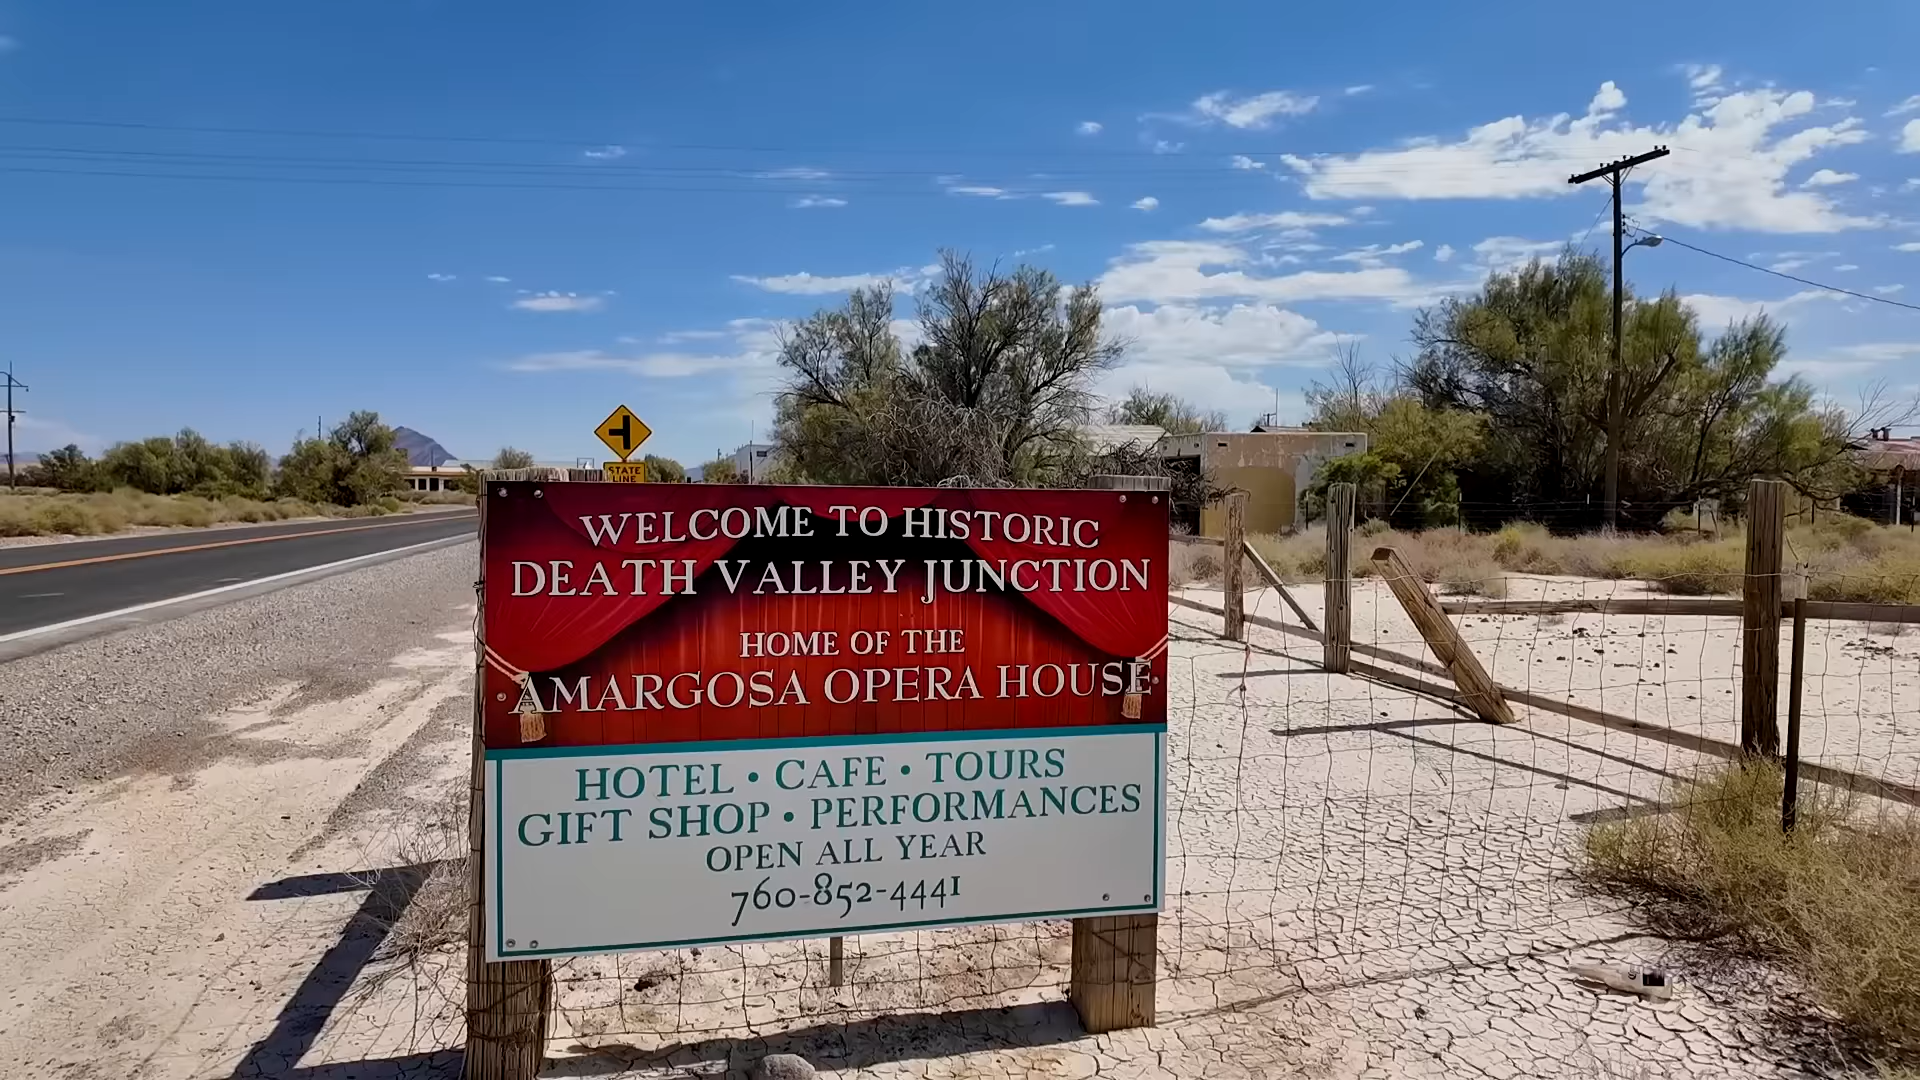 STATE
LINE
WELCOME TO HISTORIC
DEATH VALLEY JUNCTION
HOME OF THE
AMARGOSA OPERA HOUSE
HOTEL • CAFE • TOURS
GIFT SHOP • PERFORMANCES
OPEN ALL YEAR
760-852-4441